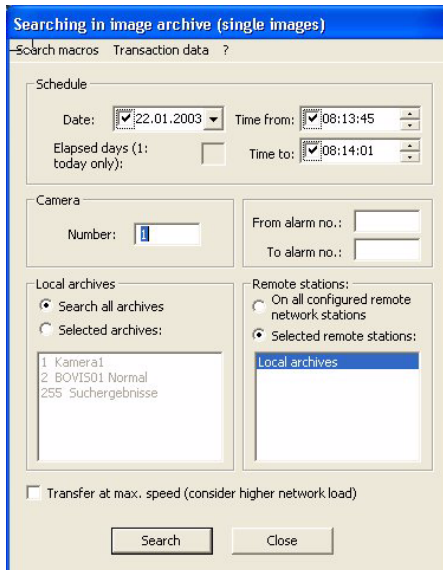 Searching in image archive (single images)
Search macros Transaction data ?
Schedule
Date: 22.01.2003 Time from: 08:13:45
Elapsed days (1:
today only):
Time to: 08:14:01
Camera
Number: 1
From alarm no.:
To alarm no.:
Local archives
Search all archives
Selected archives:
1 Kamera1
2 BOVIS01 Normal
255 Suchergebnisse
Remote stations:
On all configured remote
network stations
Selected remote stations:
Local archives
Transfer at max. speed (consider higher network load)
Search Close